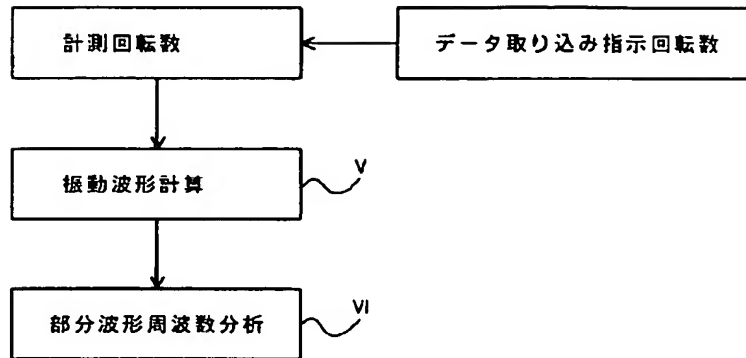 計測回転数
データ取り込み指示回転数
振動波形計算
V
部分波形周波数分析
VI